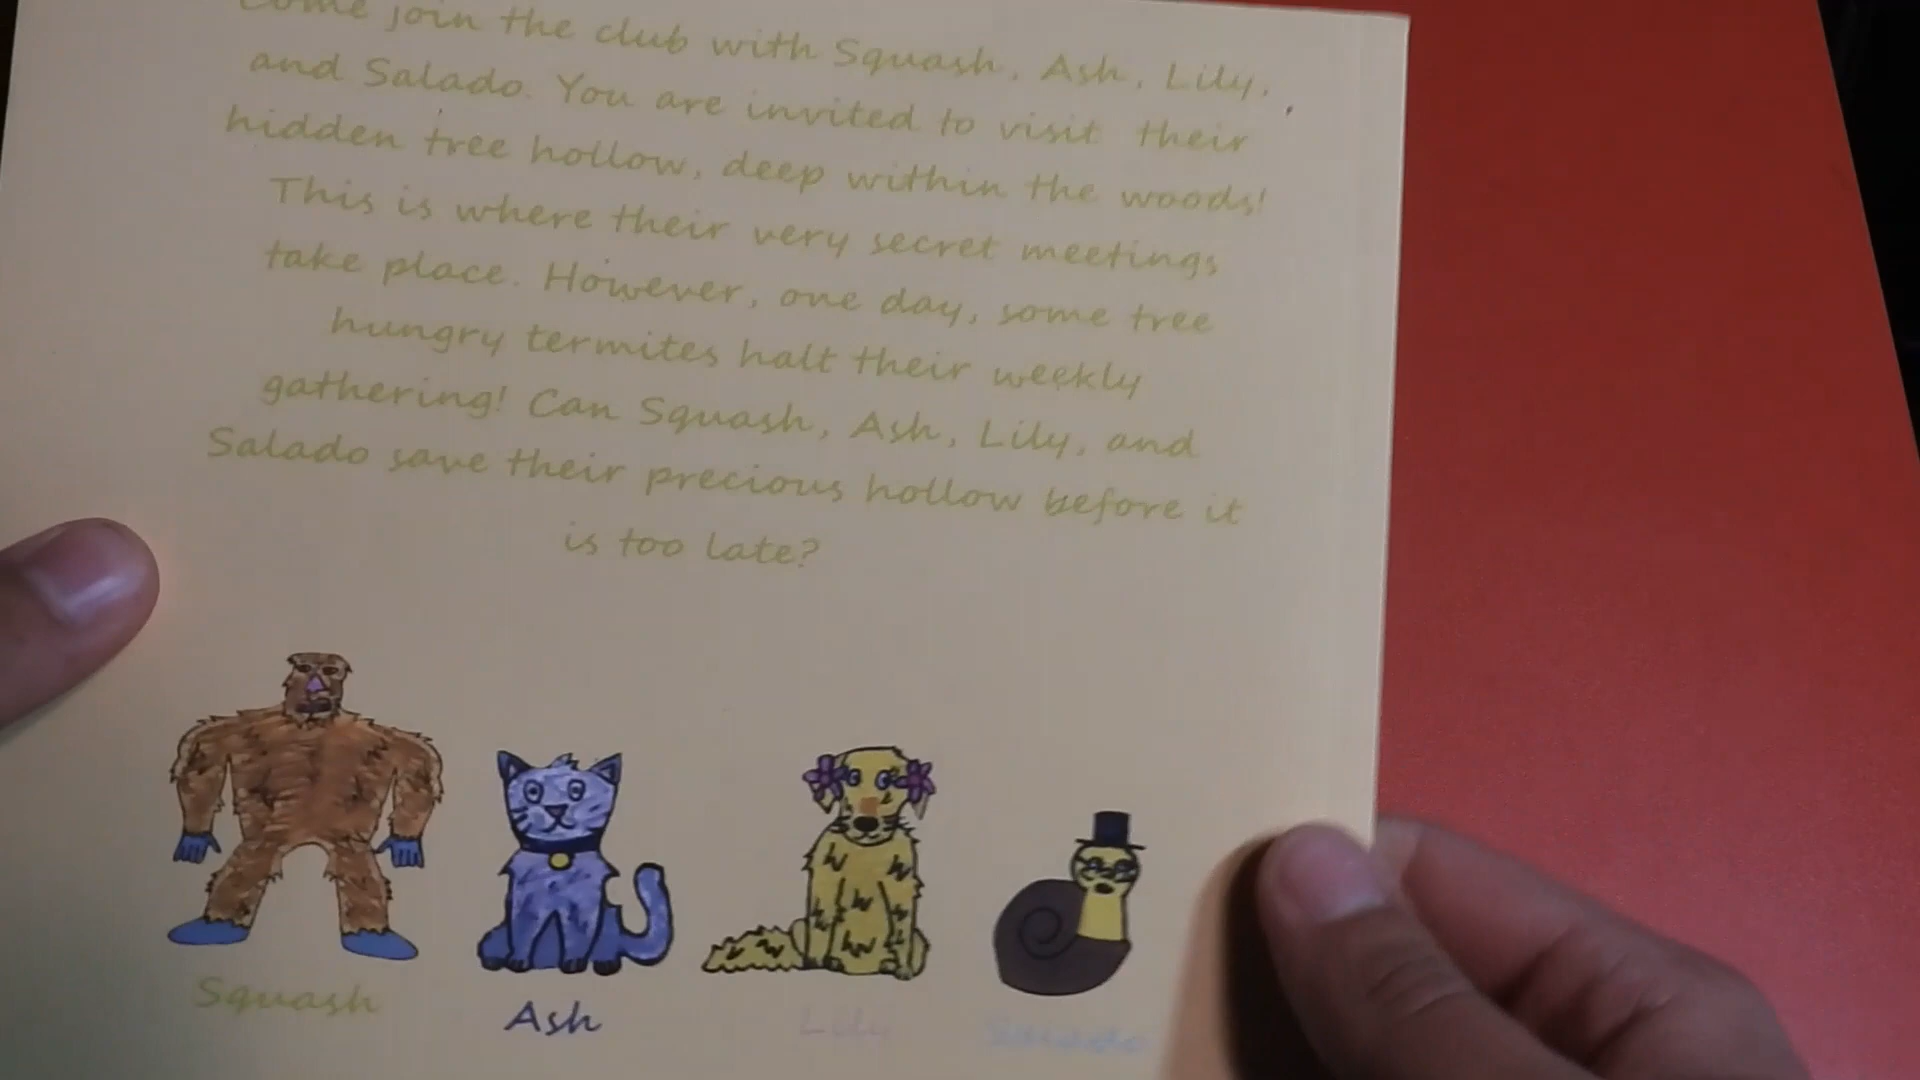 Come join the club with Squash, Ash, Lily,
and Salado. You are invited to visit their
hidden tree hollow, deep within the woods!
This is where their very secret meetings
take place. However, one day, some tree
hungry termites halt their weekly
gathering! Can Squash, Ash, Lily, and
Salado save their precious hollow before it
is too late?
Squash
Ash
Lily
Salado